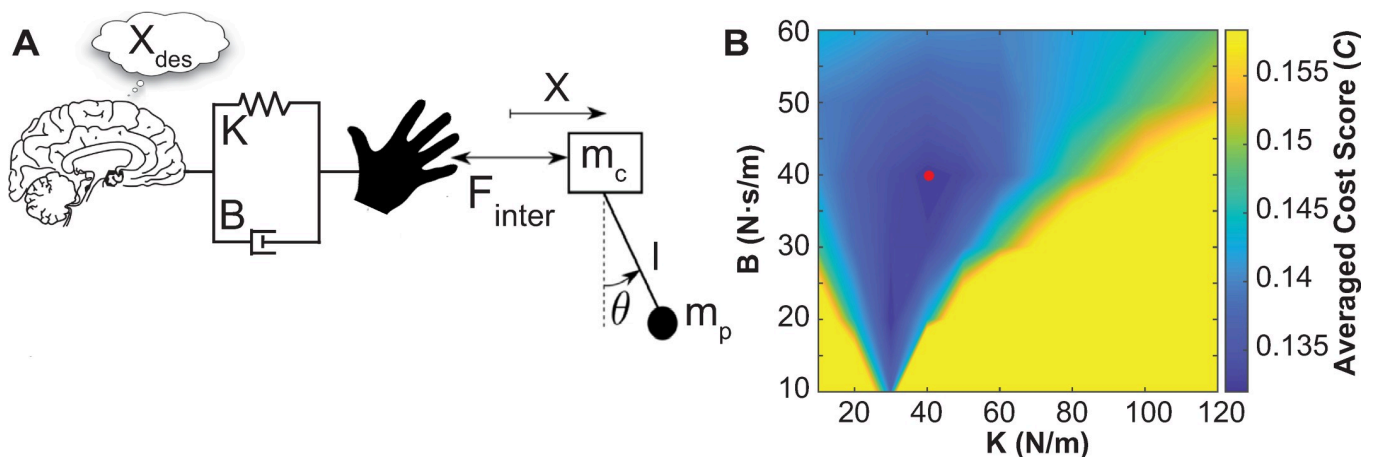 A
X des
K
B
F inter
X
m c
l
θ
m p
B
60
50
40
30
20
10
B (N·s/m)
20
40
60
80
100
120
K (N/m)
0.155
0.15
0.145
0.14
0.135
Averaged Cost Score (C)